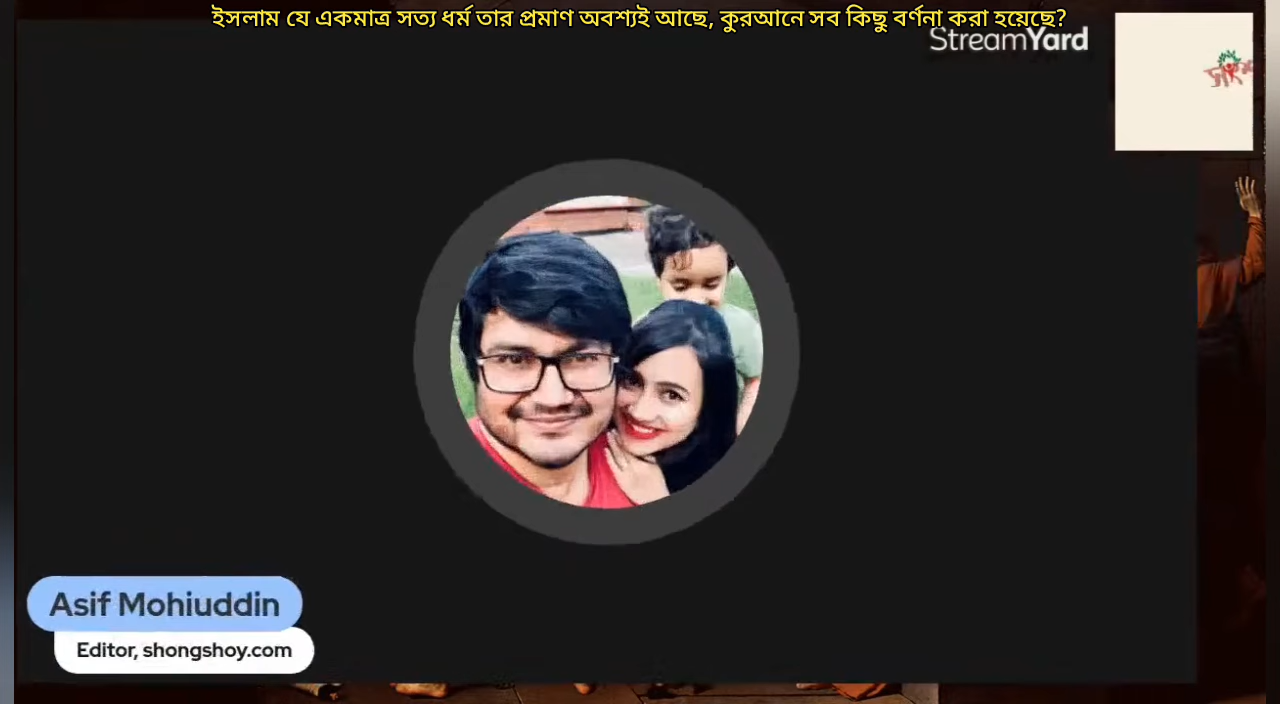 ইসলাম যে একমাত্র সত্য ধর্ম তার প্রমাণ অবশ্যই আছে, কুরআনে সব কিছু বর্ণনা করা হয়েছে?
StreamYard
Asif Mohiuddin
Editor, shongshoy.com